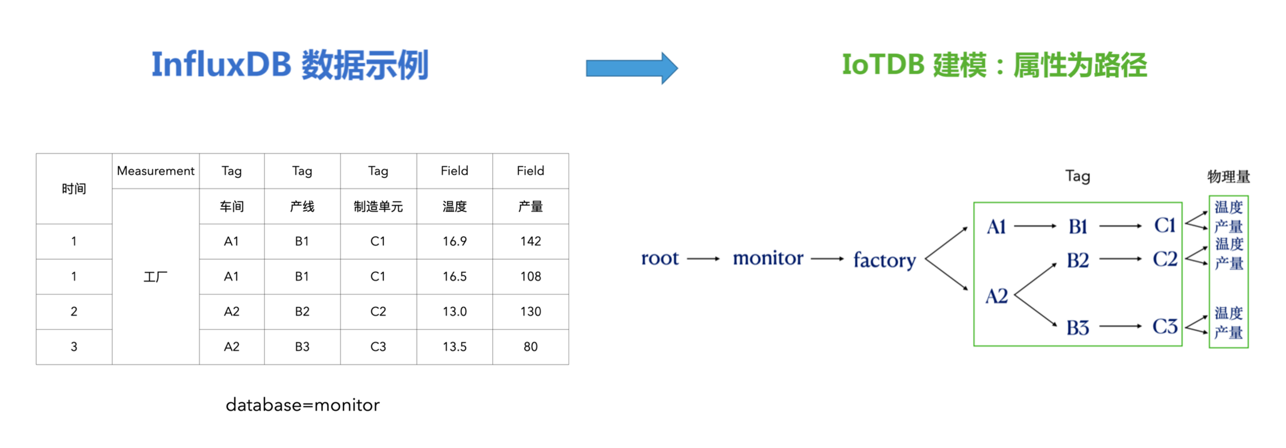 InfluxDB 数据示例
IoTDB 建模：属性为路径
时间 Measurement Tag Tag Tag Field Field
车间 产线 制造单元 温度 产量
1 工厂 A1 B1 C1 16.9 142
1 A1 B1 C1 16.5 108
2 A2 B2 C2 13.0 130
3 A2 B3 C3 13.5 80
database=monitor
Tag 物理量
root monitor factory
A1 B1 C1 温度
产量
A2 B2 C2 温度
产量
B3 C3 温度
产量